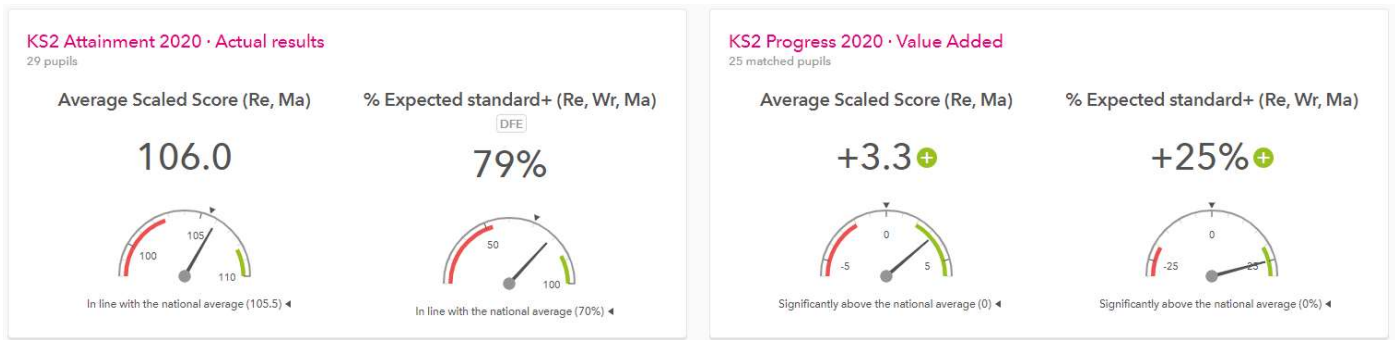 KS2 Attainment 2020 · Actual results
29 pupils
Average Scaled Score (Re, Ma)
106.0
100
105
110
In line with the national average (105.5)
% Expected standard+ (Re, Wr, Ma)
DFE
79%
50
100
In line with the national average (70%)
KS2 Progress 2020 · Value Added
25 matched pupils
Average Scaled Score (Re, Ma)
+3.3 +
-5
0
5
Significantly above the national average (0)
% Expected standard+ (Re, Wr, Ma)
+25% +
-25
0
25
Significantly above the national average (0%)